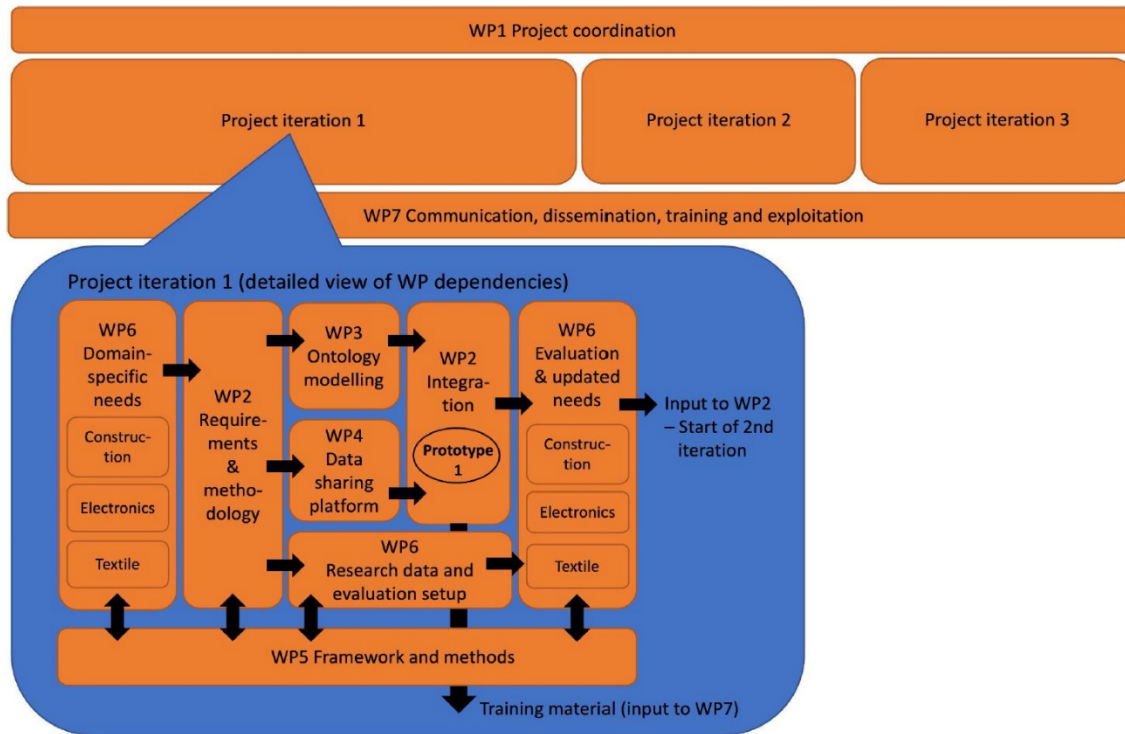 WP1 Project coordination
Project iteration 1
Project iteration 2
Project iteration 3
WP7 Communication, dissemination, training and exploitation
Project iteration 1 (detailed view of WP dependencies)
WP6
Domain-
specific
needs
Construc-
tion
Electronics
Textile
WP2
Require-
ments
&
metho-
dology
WP3
Ontology
modelling
WP4
Data
sharing
platform
WP2
Integra-
tion
Prototype
1
WP6
Research data and
evaluation setup
WP6
Evaluation
& updated
needs
Construc-
tion
Electronics
Textile
Input to WP2
– Start of 2nd
iteration
WP5 Framework and methods
Training material (input to WP7)